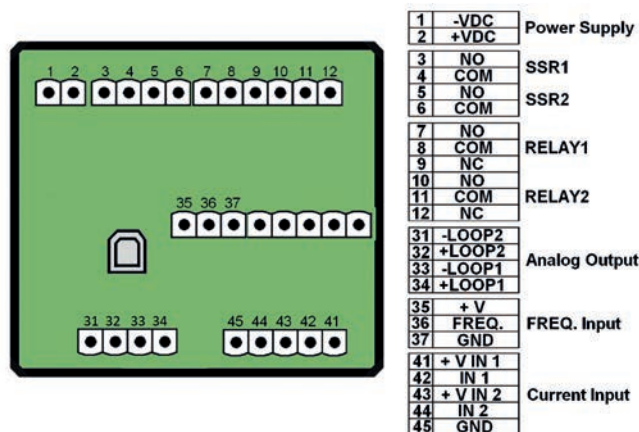 1 2 3 4 5 6 7 8 9 10 11 12
35 36 37
31 32 33 34
45 44 43 42 41
1 -VDC
2 +VDC
Power Supply
3 NO
4 COM
SSR1
5 NO
6 COM
SSR2
7 NO
8 COM
9 NC
RELAY1
10 NO
11 COM
12 NC
RELAY2
31 -LOOP2
32 +LOOP2
33 -LOOP1
34 +LOOP1
Analog Output
35 + V
36 FREQ.
37 GND
FREQ. Input
41 + V IN 1
42 IN 1
43 + V IN 2
44 IN 2
45 GND
Current Input